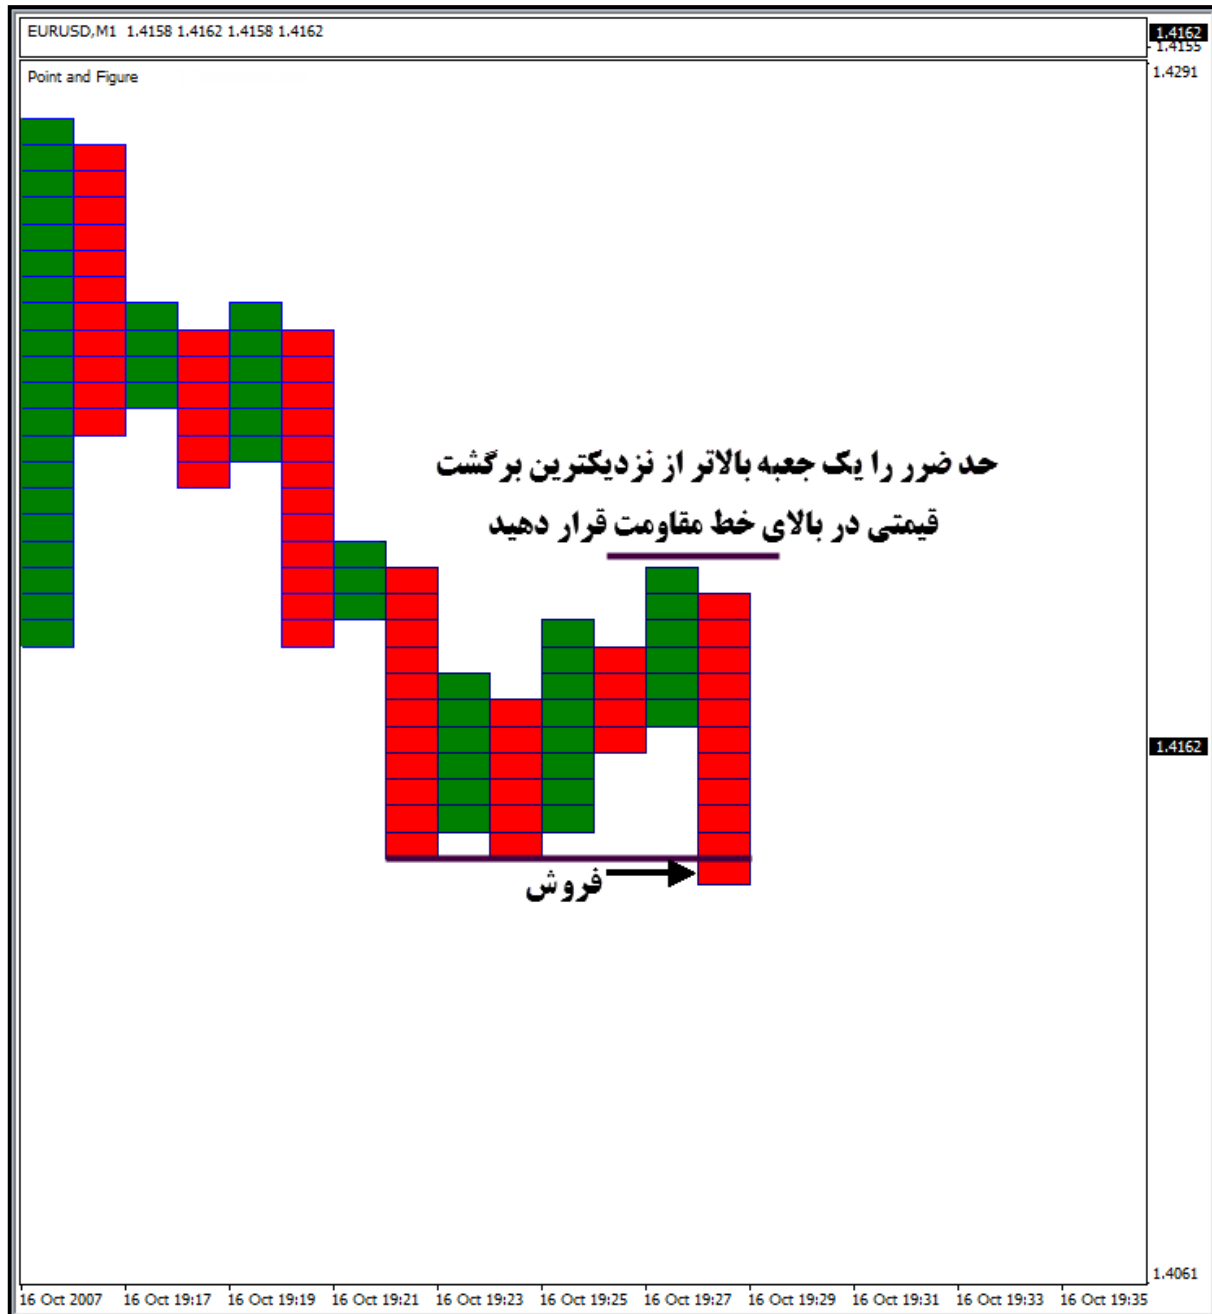 EURUSD,M1 1.4158 1.4162 1.4158 1.4162
1.4162
1.4155
Point and Figure
1.4291
حد ضرر را یک جعبه بالاتر از نزدیکترین برگشت
قیمتی در بالای خط مقاومت قرار دهید
1.4162
فروش
1.4061
16 Oct 2007 16 Oct 19:17 16 Oct 19:19 16 Oct 19:21 16 Oct 19:23 16 Oct 19:25 16 Oct 19:27 16 Oct 19:29 16 Oct 19:31 16 Oct 19:33 16 Oct 19:35